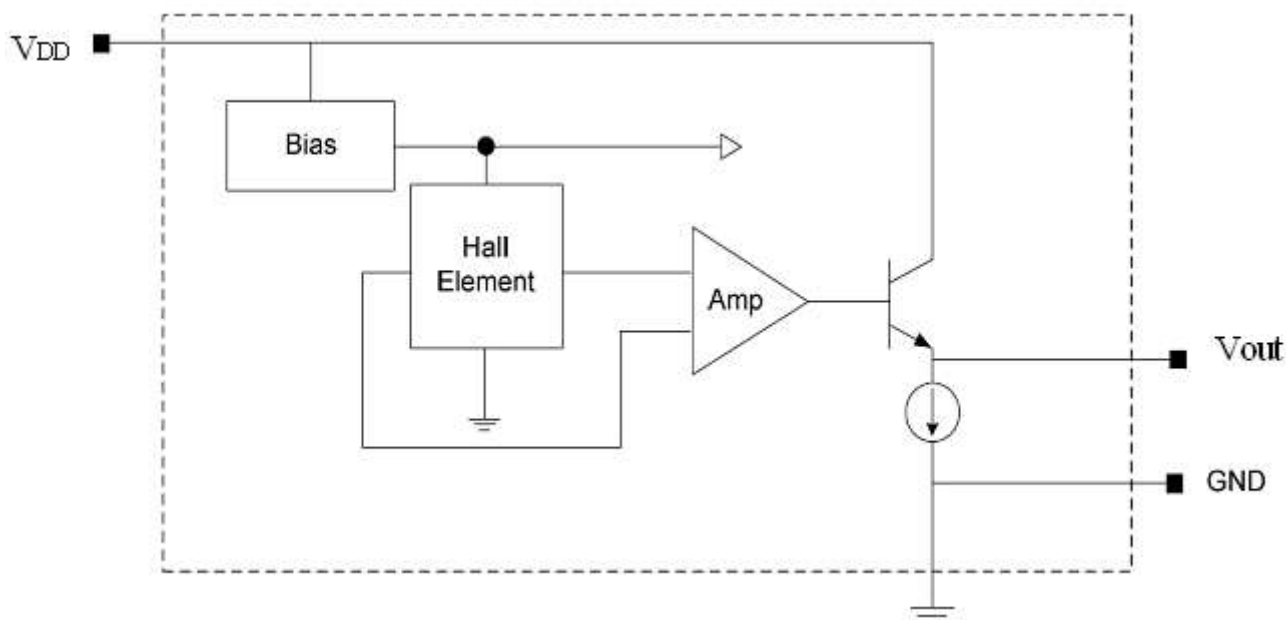 VDD
Bias
Hall
Element
Amp
Vout
GND